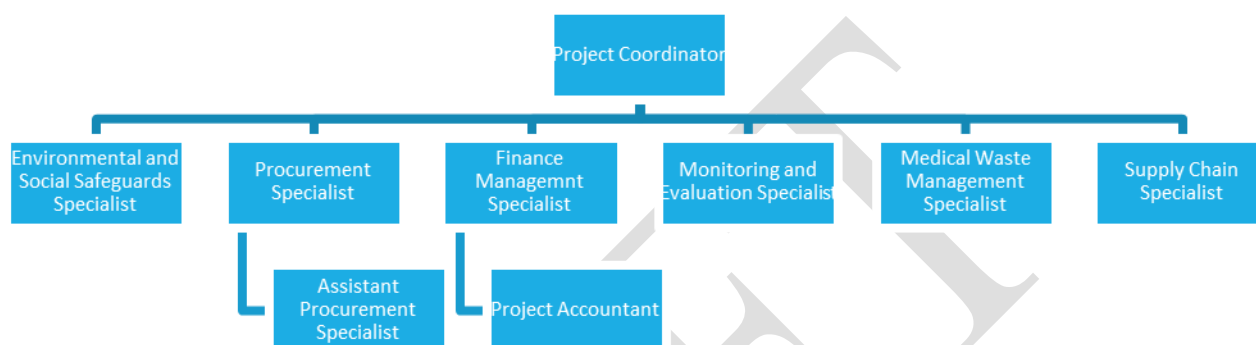 Project Coordinator
Environmental and
Social Safeguards
Specialist
Procurement
Specialist
Finance
Managemnt
Specialist
Monitoring and
Evaluation Specialist
Medical Waste
Management
Specialist
Supply Chain
Specialist
Assistant
Procurement
Specialist
Project Accountant